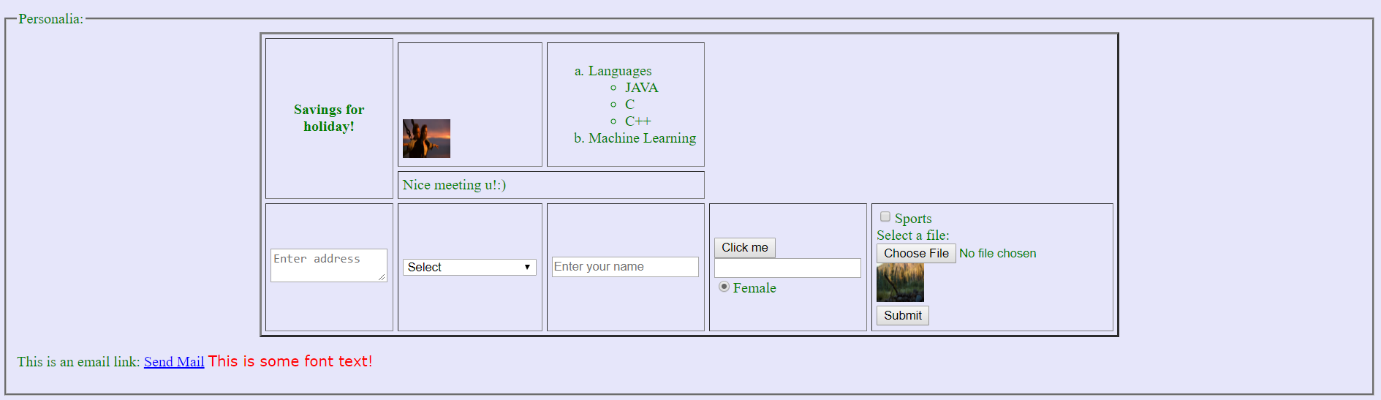 Personalia:
Savings for
holiday!
a. Languages
◦ JAVA
◦ C
◦ C++
b. Machine Learning
Nice meeting u!:)
Enter address
Select
Enter your name
Click me
Female
Sports
Select a file:
Choose File No file chosen
Submit
This is an email link: Send Mail This is some font text!